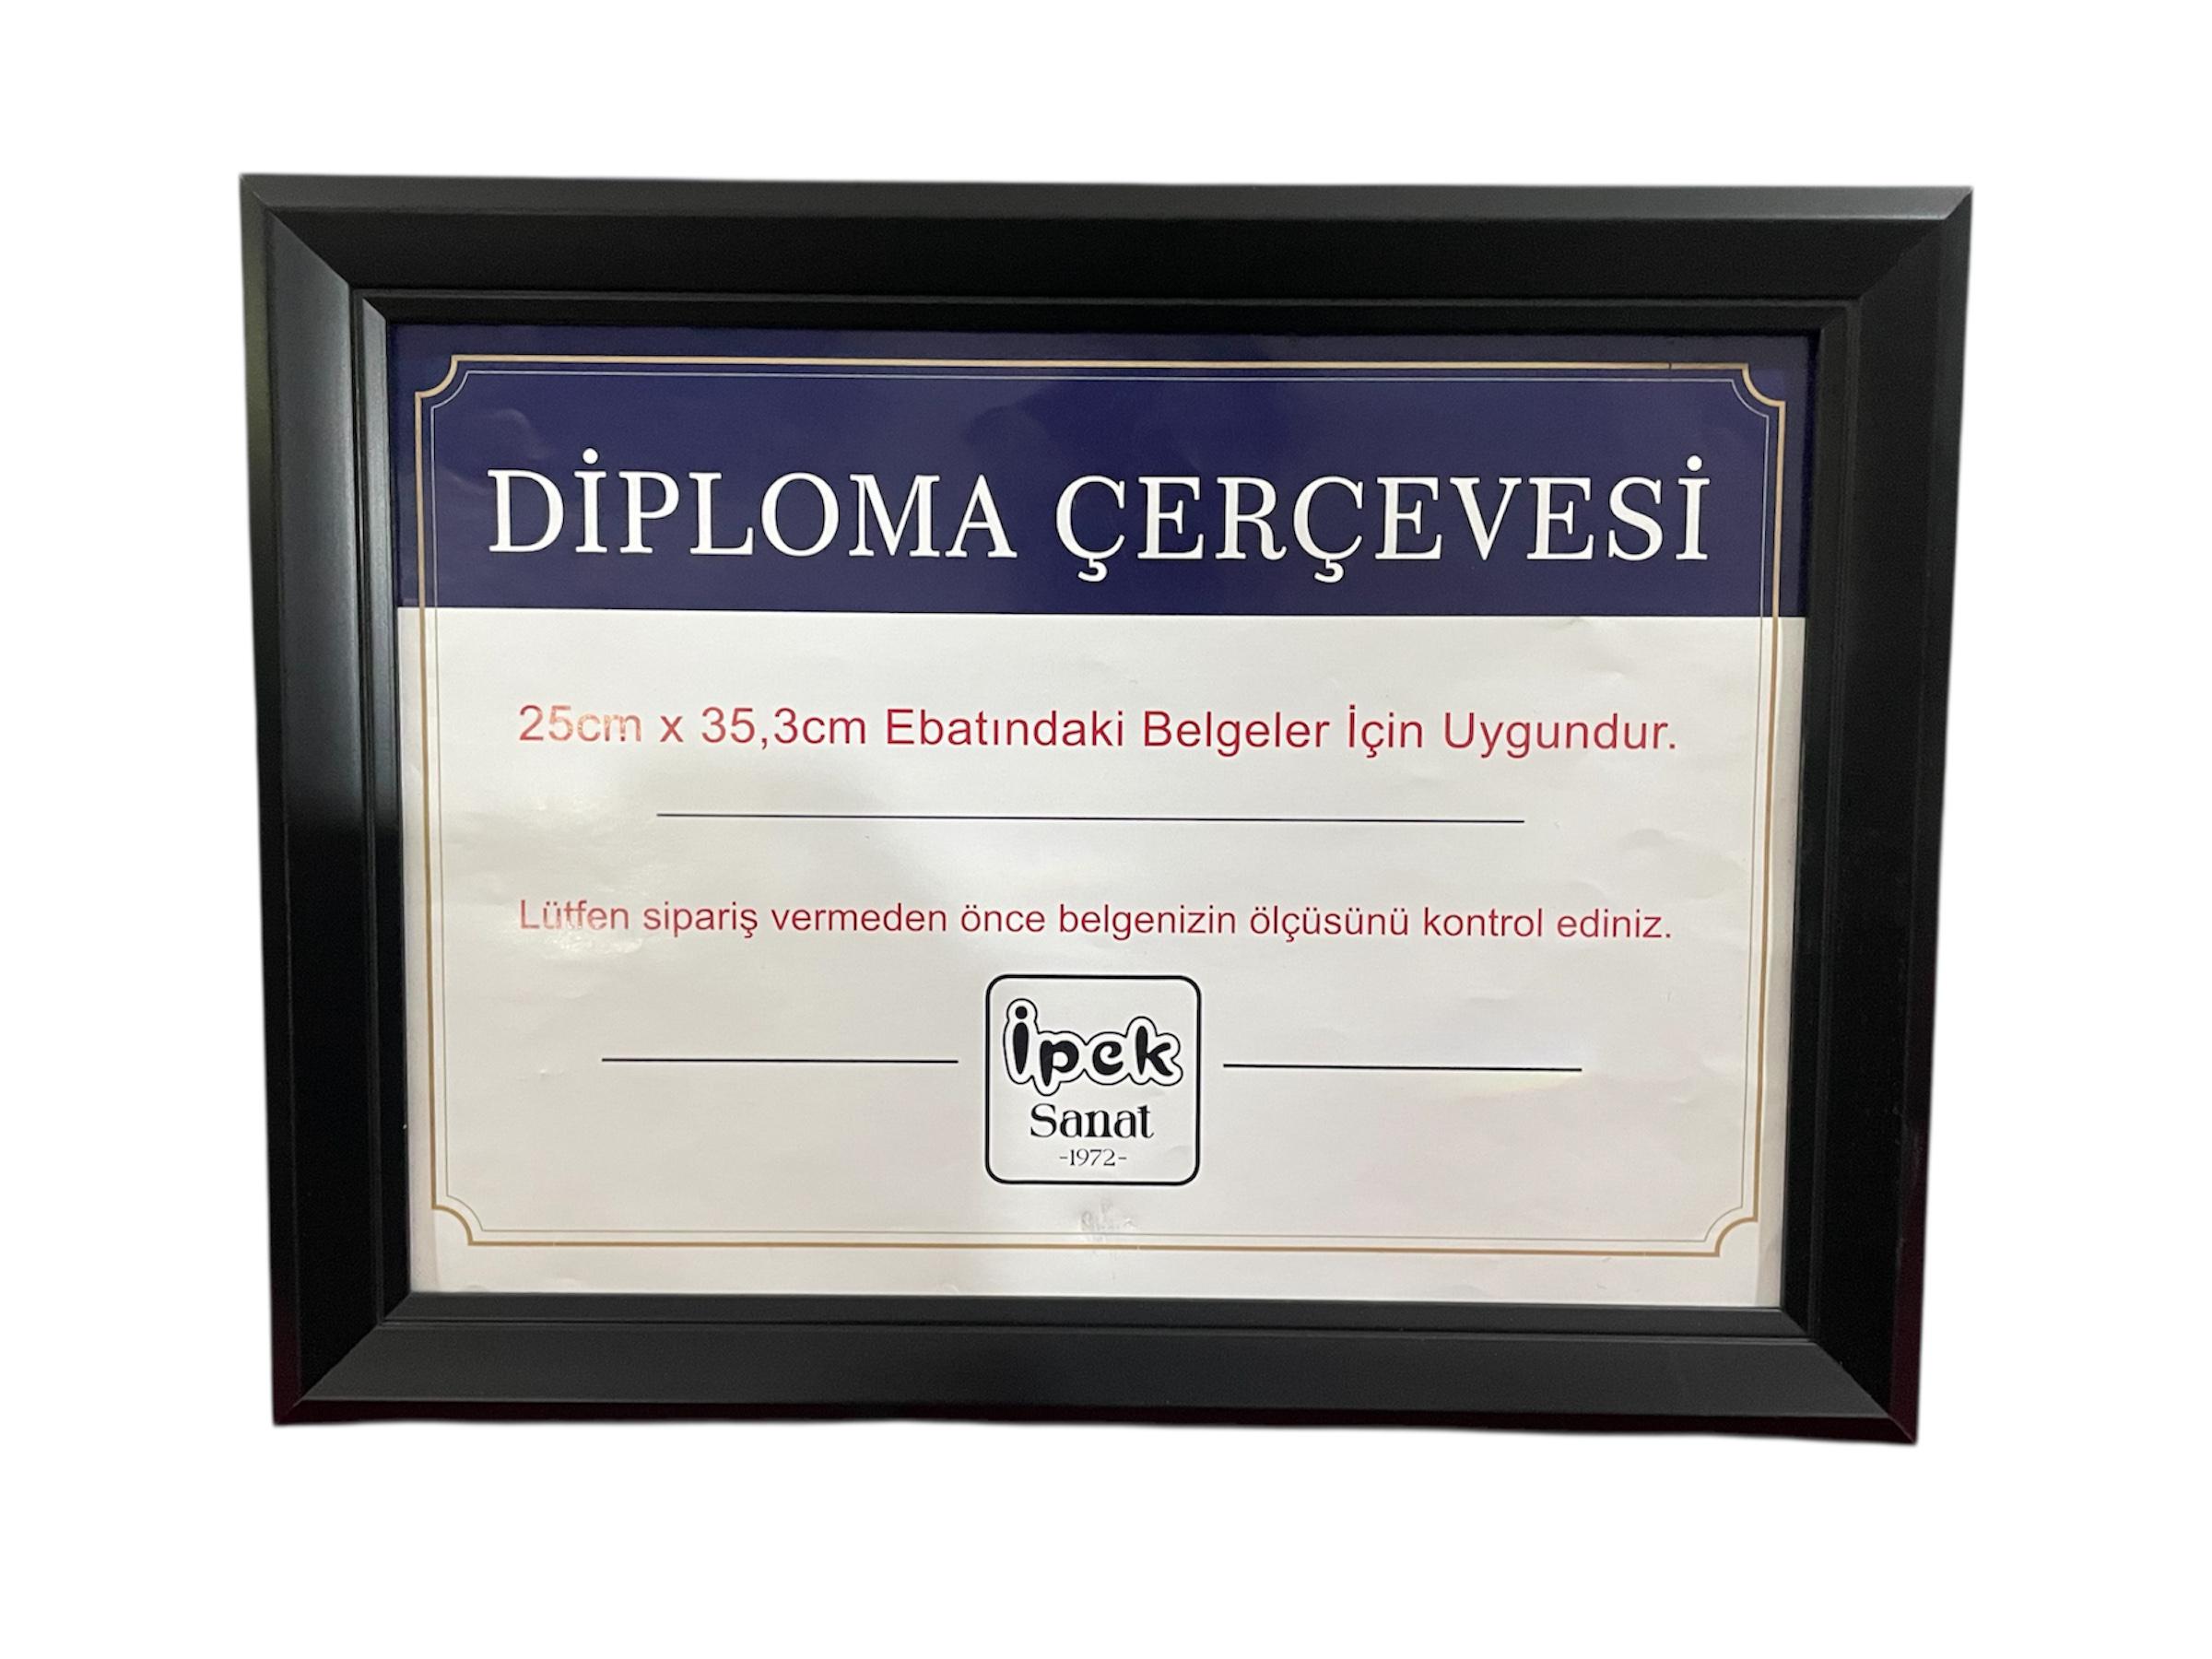 DİPLOMA ÇERÇEVESİ
25cm x 35,3cm Ebatındaki Belgeler İçin Uygundur.
Lütfen sipariş vermeden önce belgenizin ölçüsünü kontrol ediniz.
İpek
Sanat
-1972-